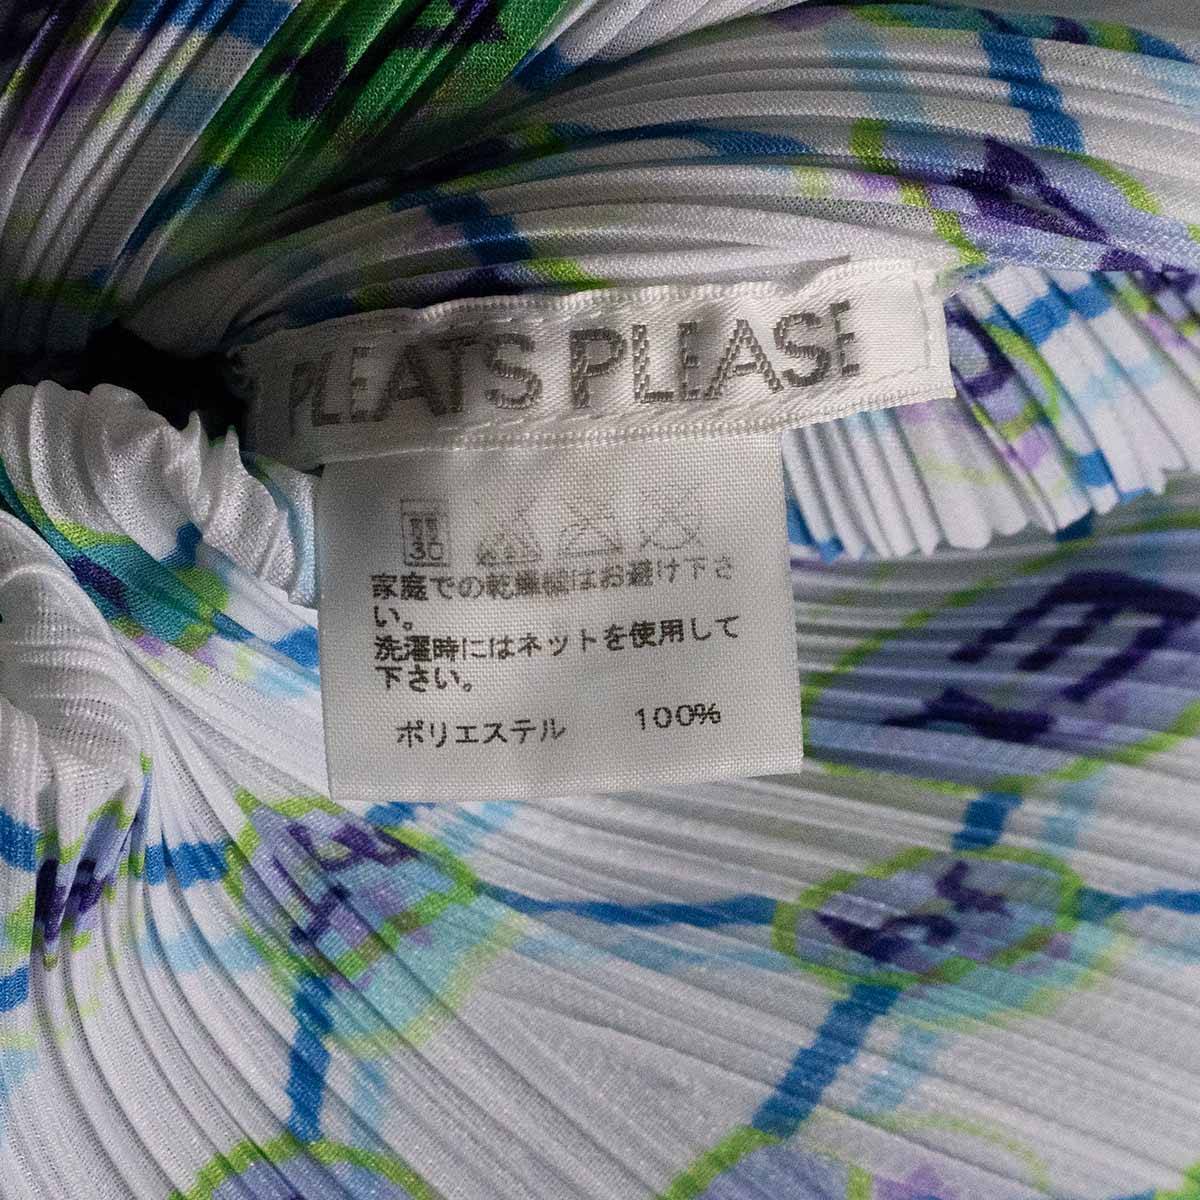 PLEATS PLEASE
30
家庭での乾燥機はお避け下さ
い。
洗濯時にはネットを使用して
下さい。
ポリエステル 100%